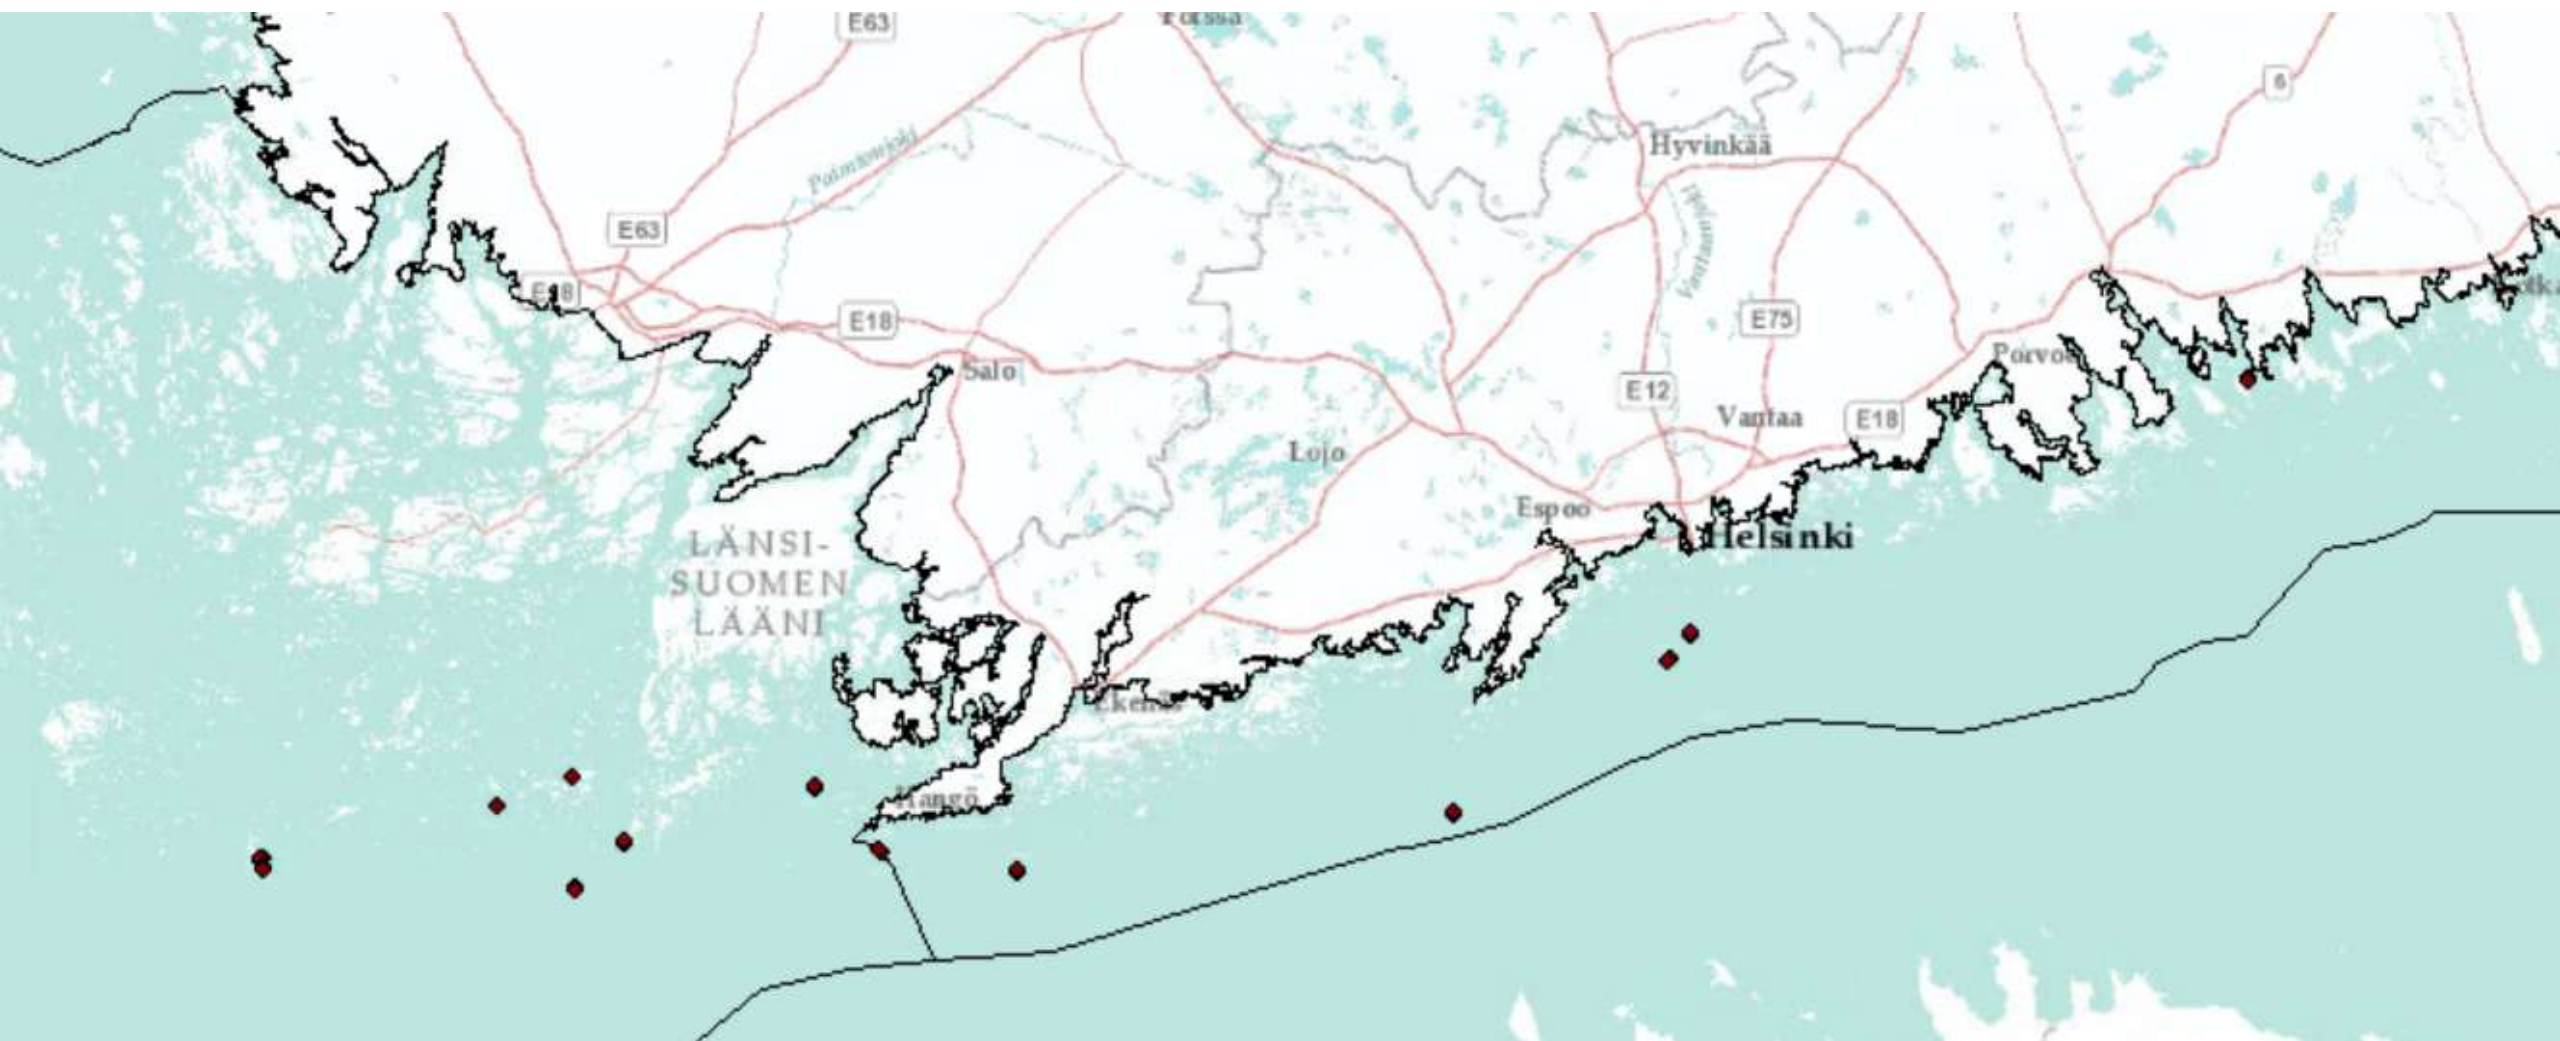 E63
Forssa
6
Hyvinkää
Paimionjoki
Vantaanjoki
E63
E18
E18
E75
Salo
Porvoo
E12
Vantaa
E18
Lojo
Espoo
Helsinki
LÄNSI-
SUOMEN
LÄÄNI
Ekenäs
Hangö